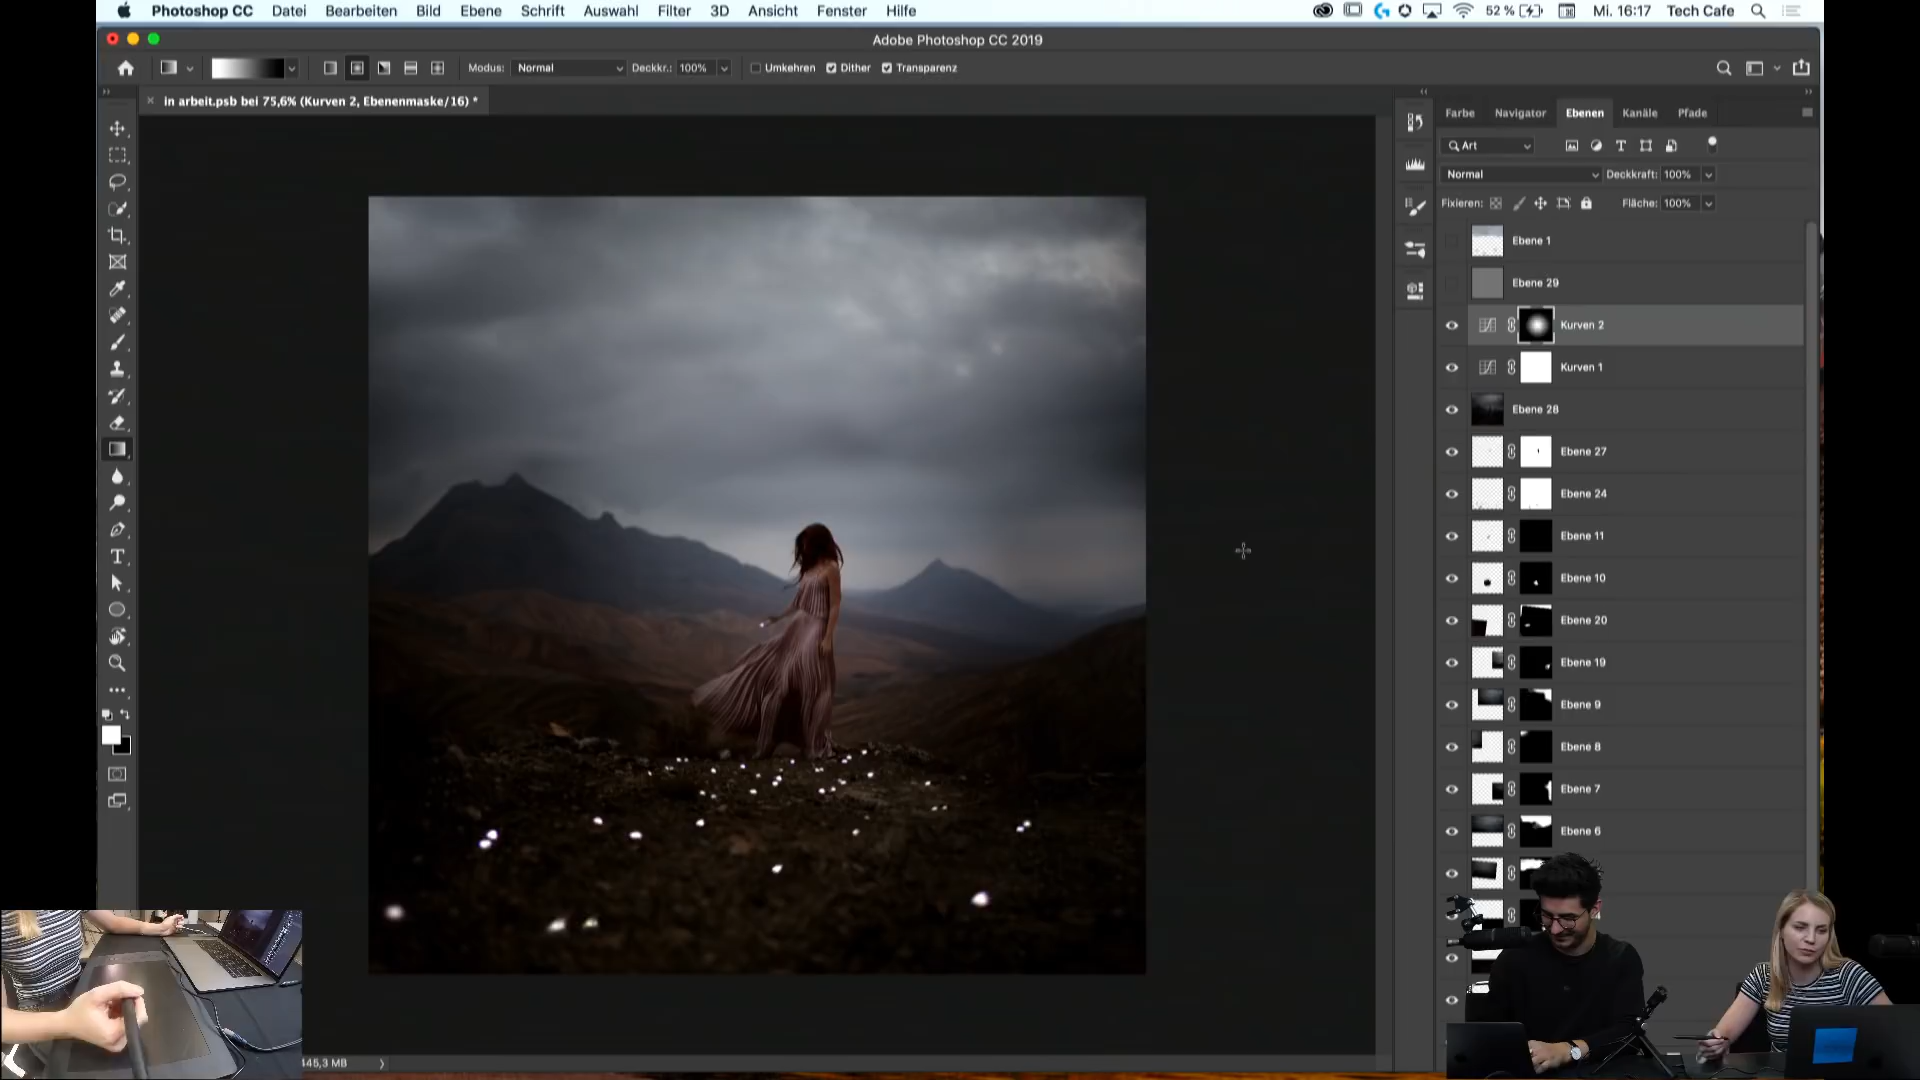 Photoshop CC Datei Bearbeiten Bild Ebene Schrift Auswahl Filter 3D Ansicht Fenster Hilfe 52 % Mi. 16:17 Tech Cafe
Adobe Photoshop CC 2019
Modus: Normal Deckkr.: 100% Umkehren Dither Transparenz
in arbeit.psb bei 75,6% (Kurven 2, Ebenenmaske/16) *
Farbe Navigator Ebenen Kanäle Pfade
Art
Normal Deckkraft: 100%
Fixieren: Fläche: 100%
Ebene 1
Ebene 29
Kurven 2
Kurven 1
Ebene 28
Ebene 27
Ebene 24
Ebene 11
Ebene 10
Ebene 20
Ebene 19
Ebene 9
Ebene 8
Ebene 7
Ebene 6
445,3 MB